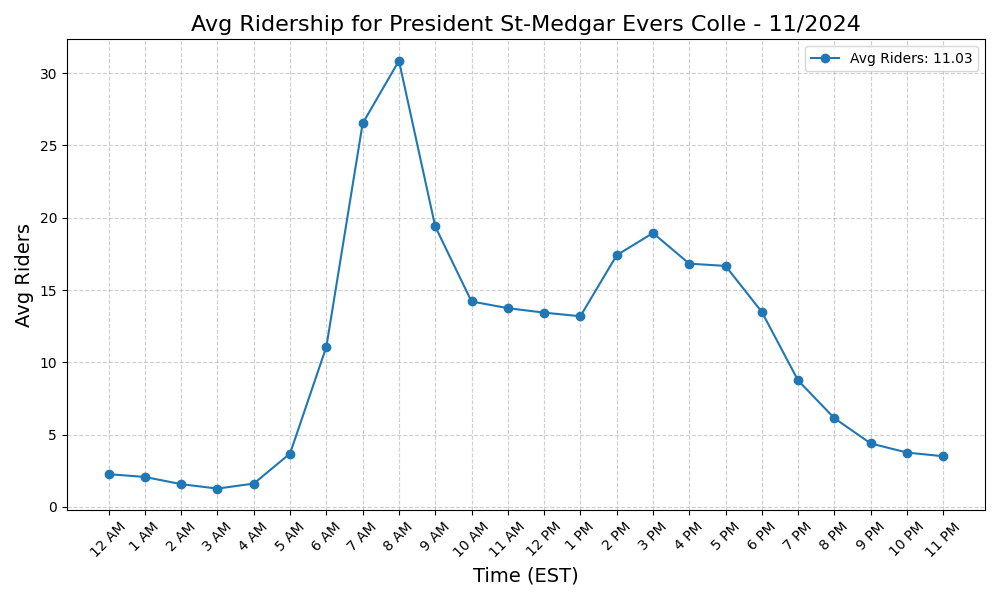 Avg Ridership for President St-Medgar Evers Colle - 11/2024
Avg Riders: 11.03
Avg Riders
30
25
20
15
10
5
0
12 AM
1 AM
2 AM
3 AM
4 AM
5 AM
6 AM
7 AM
8 AM
9 AM
10 AM
11 AM
12 PM
1 PM
2 PM
3 PM
4 PM
5 PM
6 PM
7 PM
8 PM
9 PM
10 PM
11 PM
Time (EST)